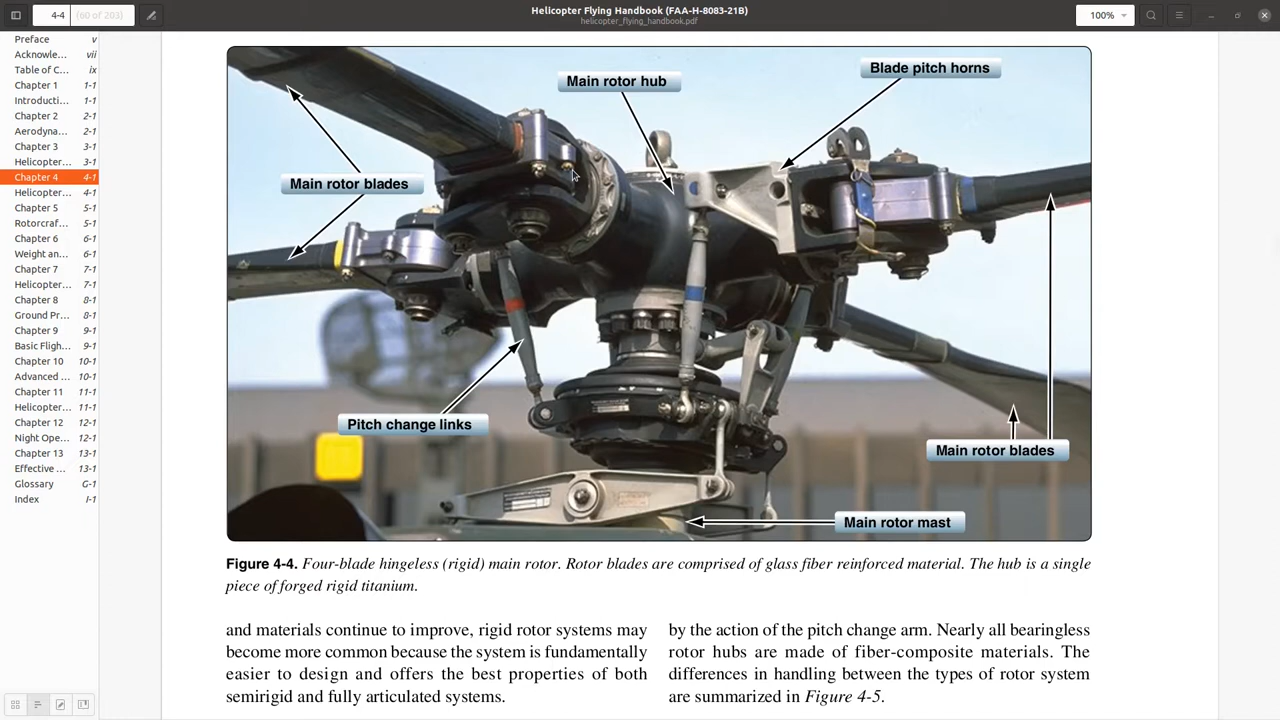 4-4
(60 of 203)
Helicopter Flying Handbook (FAA-H-8083-21B)
helicopter_flying_handbook.pdf
100%
Preface v
Acknowle... vii
Table of C... ix
Chapter 1 1-1
Introducti... 1-1
Chapter 2 2-1
Aerodyna... 2-1
Chapter 3 3-1
Helicopter... 3-1
Chapter 4 4-1
Helicopter... 4-1
Chapter 5 5-1
Rotorcraf... 5-1
Chapter 6 6-1
Weight an... 6-1
Chapter 7 7-1
Helicopter... 7-1
Chapter 8 8-1
Ground Pr... 8-1
Chapter 9 9-1
Basic Fligh... 9-1
Chapter 10 10-1
Advanced ... 10-1
Chapter 11 11-1
Helicopter... 11-1
Chapter 12 12-1
Night Ope... 12-1
Chapter 13 13-1
Effective ... 13-1
Glossary G-1
Index I-1
Blade pitch horns
Main rotor hub
Main rotor blades
Pitch change links
Main rotor blades
Main rotor mast
Figure 4-4. Four-blade hingeless (rigid) main rotor. Rotor blades are comprised of glass fiber reinforced material. The hub is a single
piece of forged rigid titanium.
and materials continue to improve, rigid rotor systems may
become more common because the system is fundamentally
easier to design and offers the best properties of both
semirigid and fully articulated systems.
by the action of the pitch change arm. Nearly all bearingless
rotor hubs are made of fiber-composite materials. The
differences in handling between the types of rotor system
are summarized in Figure 4-5.